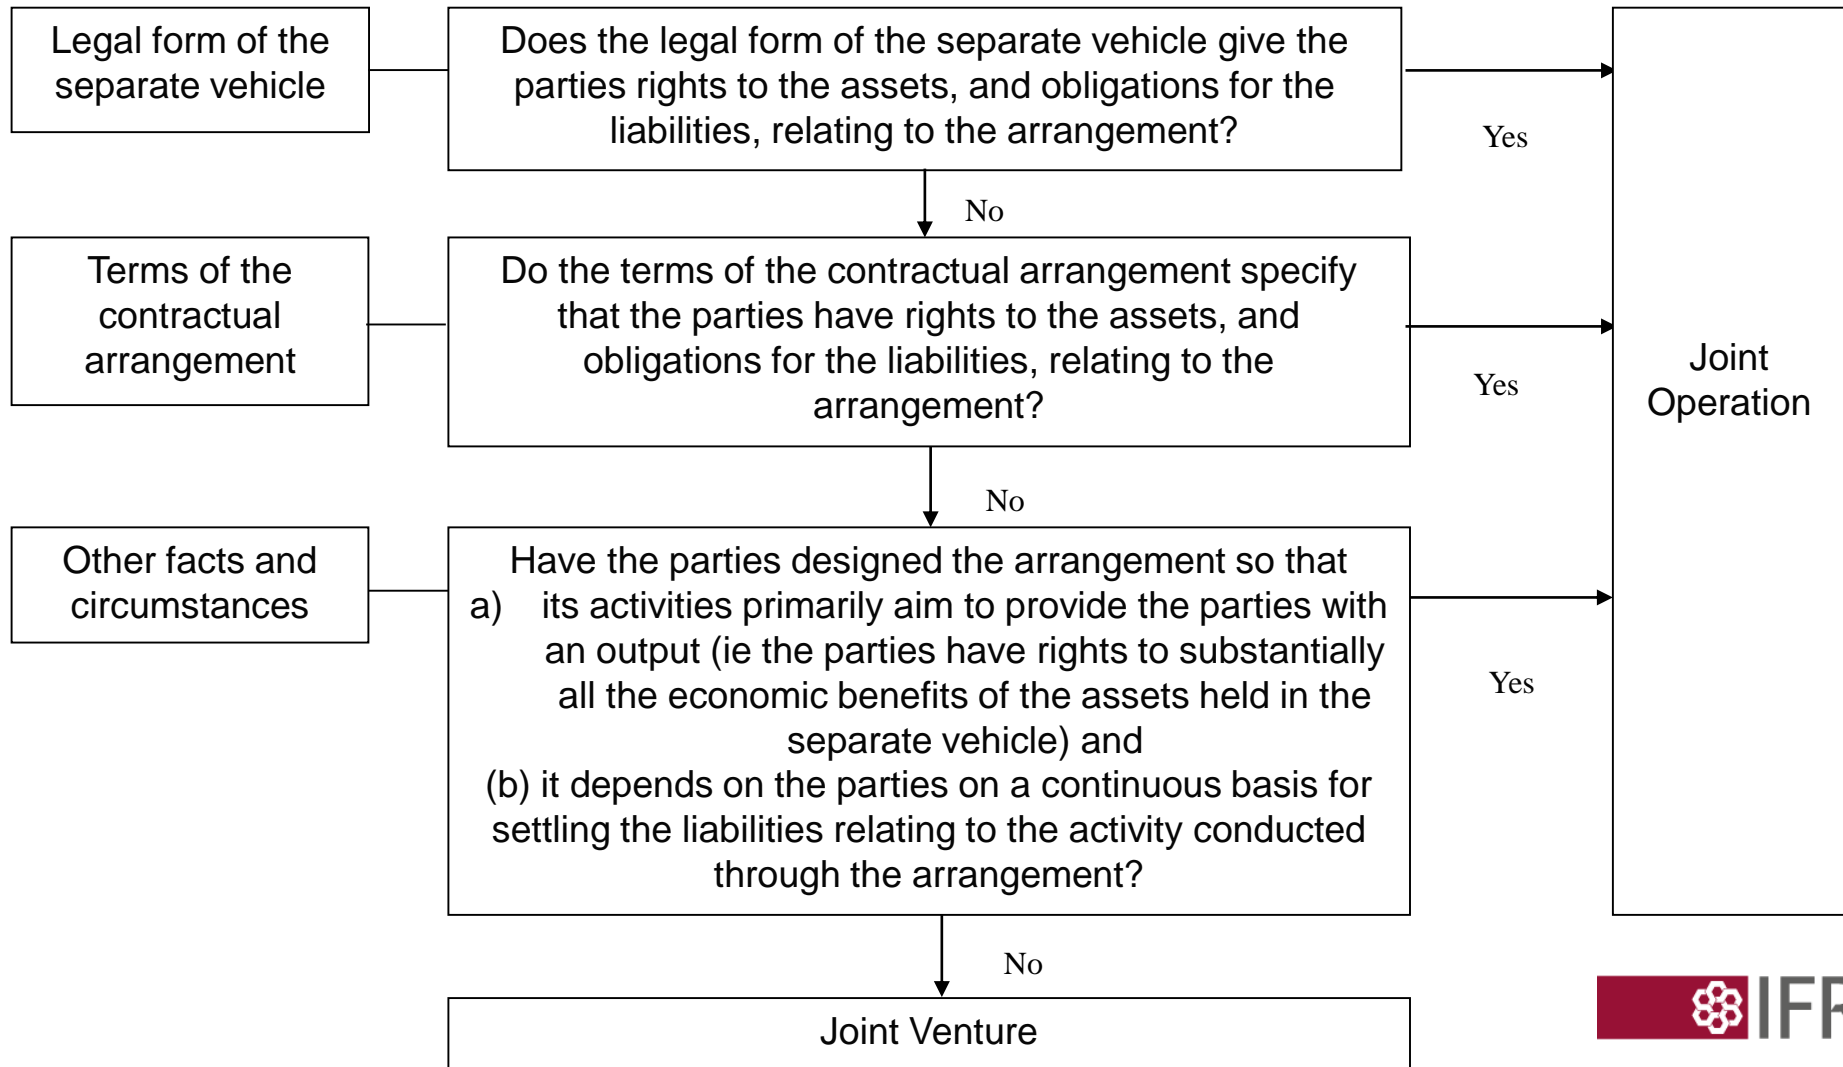 Legal form of the
separate vehicle
Does the legal form of the separate vehicle give the
parties rights to the assets, and obligations for the
liabilities, relating to the arrangement?
Yes
No
Terms of the
contractual
arrangement
Do the terms of the contractual arrangement specify
that the parties have rights to the assets, and
obligations for the liabilities, relating to the
arrangement?
Yes
Joint
Operation
No
Other facts and
circumstances
Have the parties designed the arrangement so that
a) its activities primarily aim to provide the parties with
an output (ie the parties have rights to substantially
all the economic benefits of the assets held in the
separate vehicle) and
(b) it depends on the parties on a continuous basis for
settling the liabilities relating to the activity conducted
through the arrangement?
Yes
No
Joint Venture